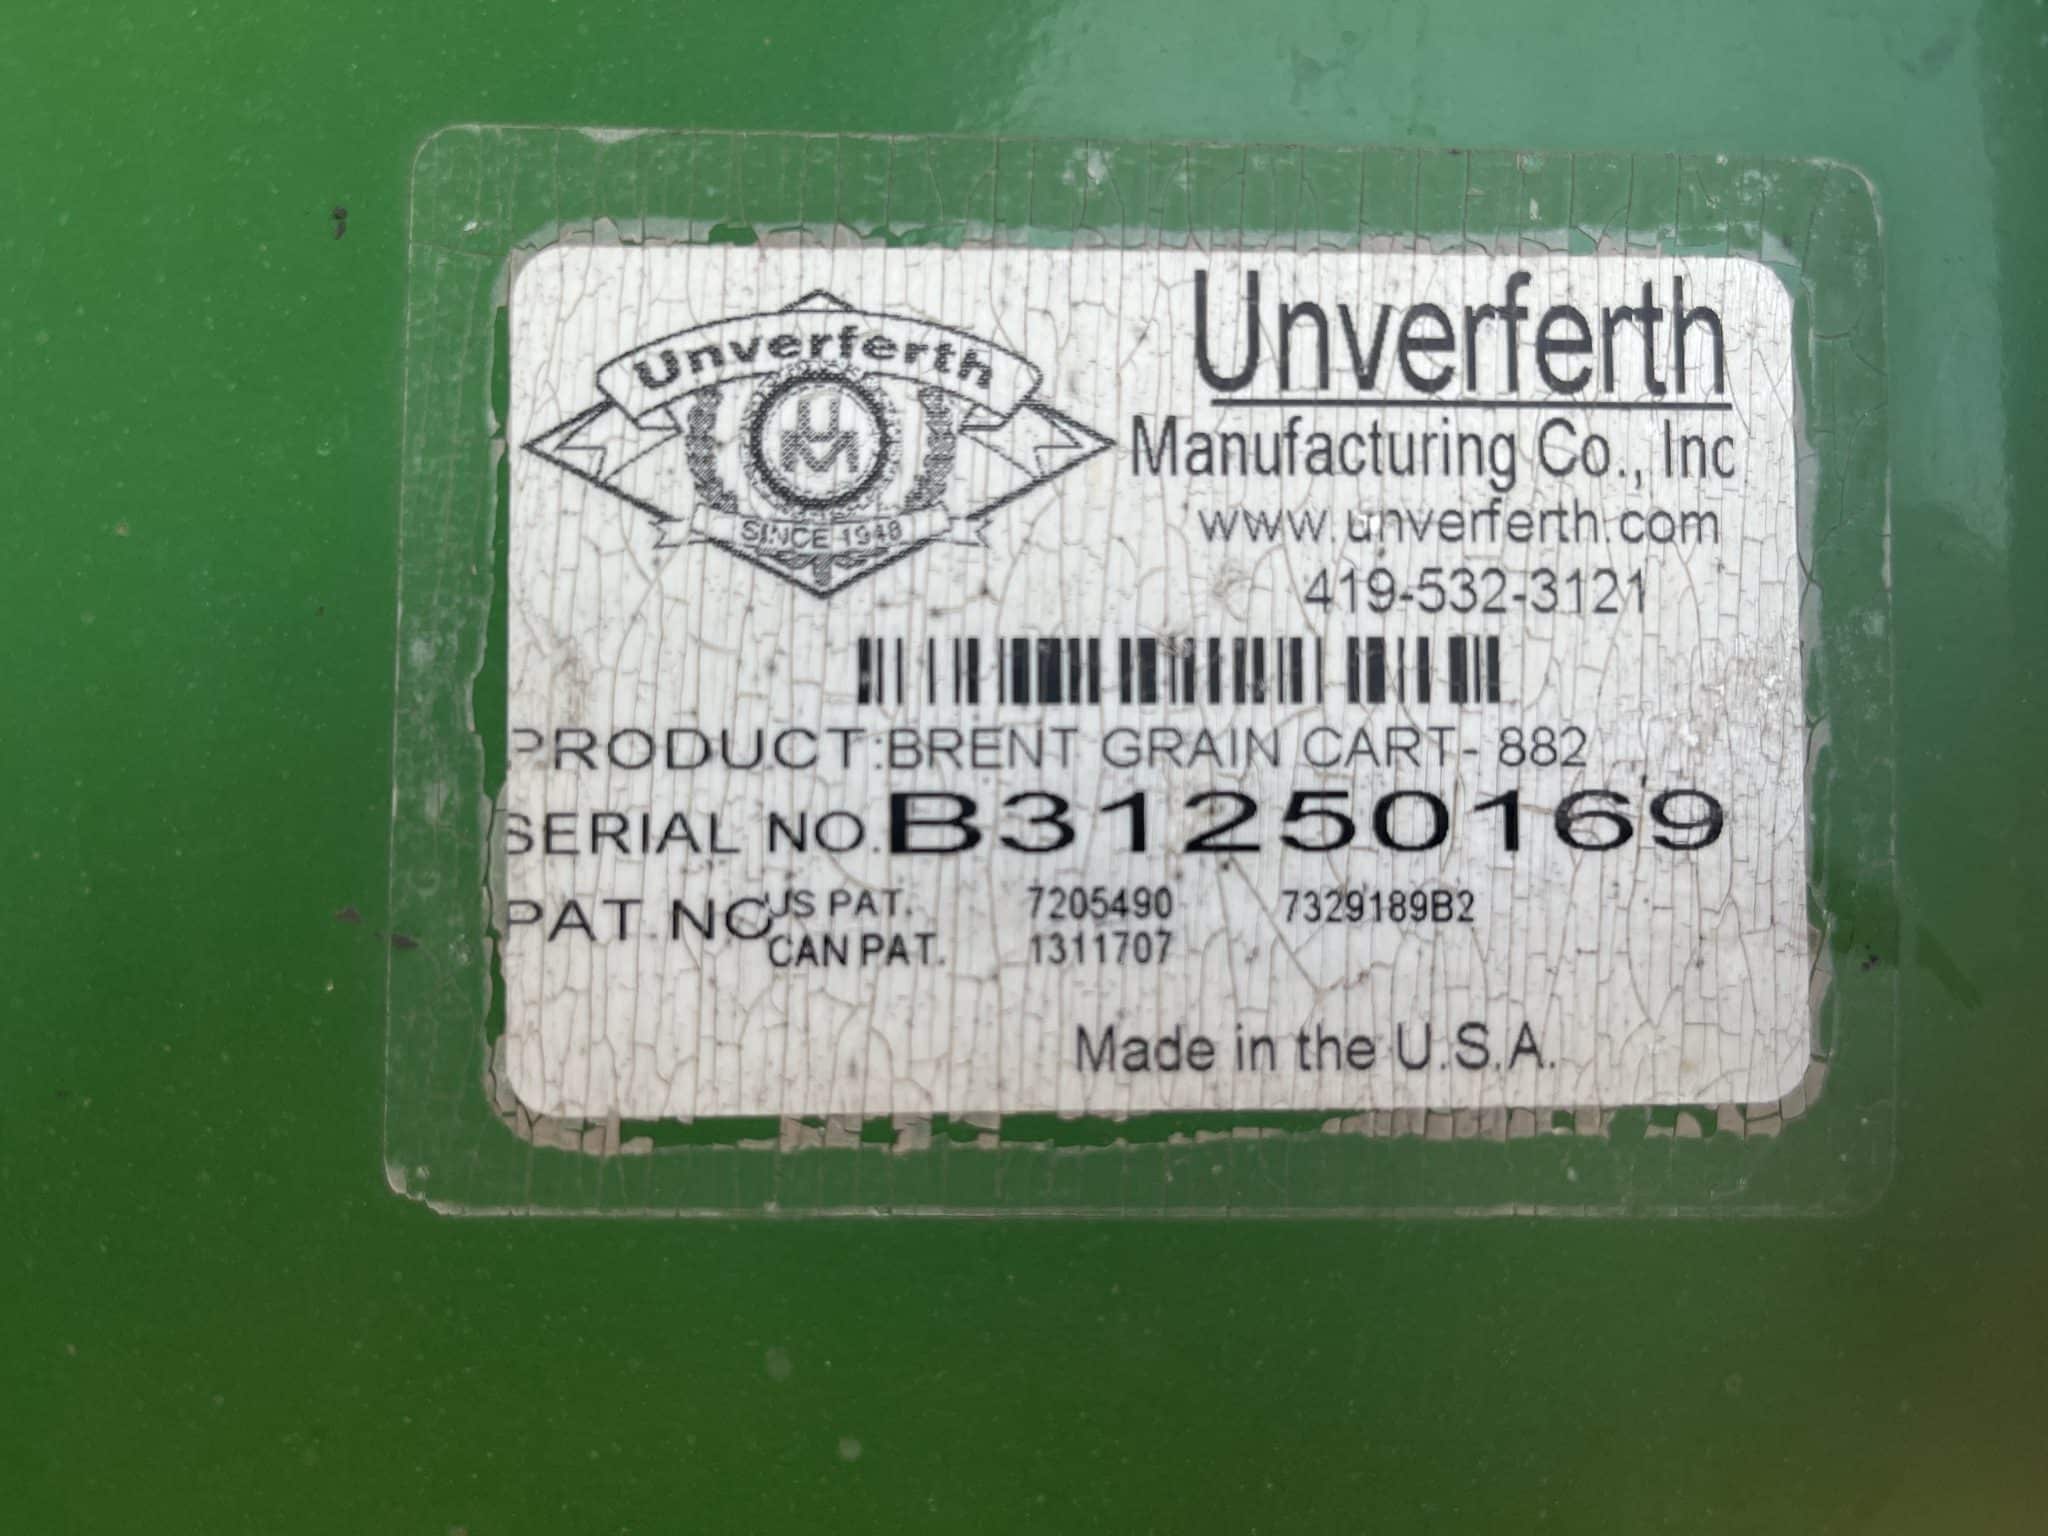 Unverferth
UM
SINCE 1948
Unverferth
Manufacturing Co., Inc
www.unverferth.com
419-532-3121
PRODUCT:BRENT GRAIN CART- 882
SERIAL NO.B31250169
PAT NO US PAT. 7205490 7329189B2
CAN PAT. 1311707
Made in the U.S.A.